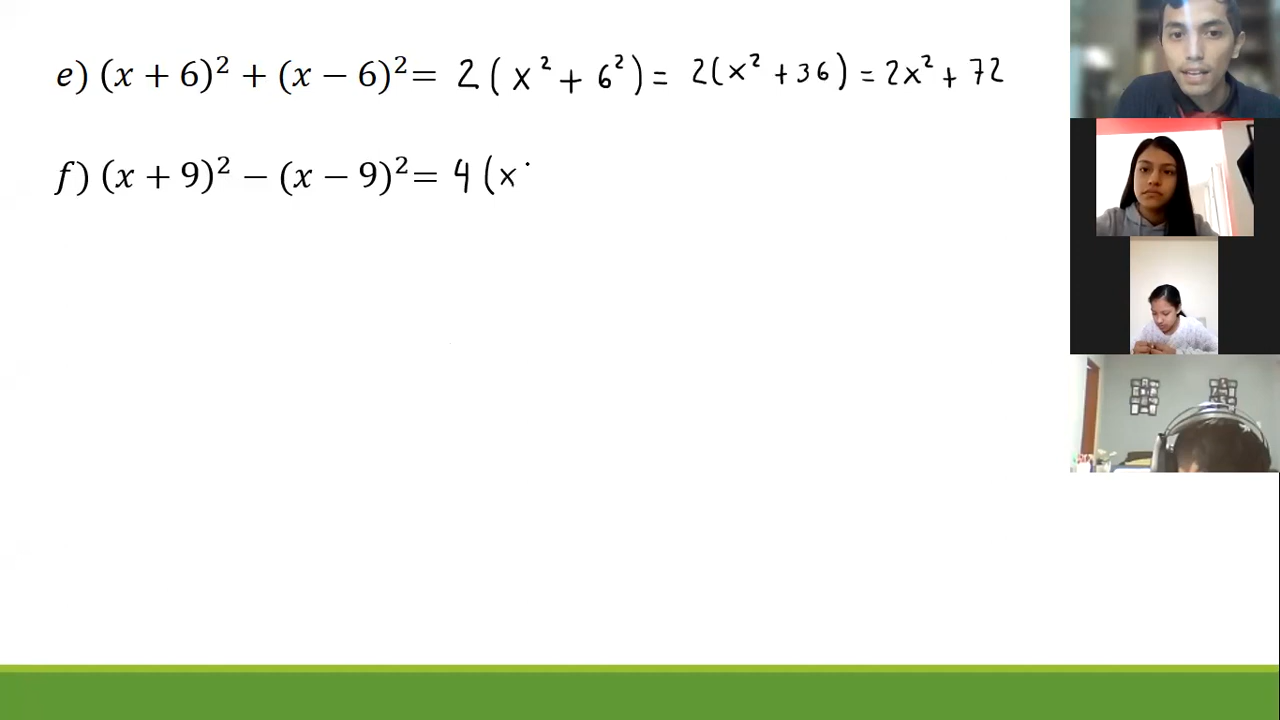 e) (x + 6)² + (x − 6)²= 2 ( x² + 6² ) = 2(x² + 36) = 2x² + 72
f) (x + 9)² − (x − 9)²= 4 (x